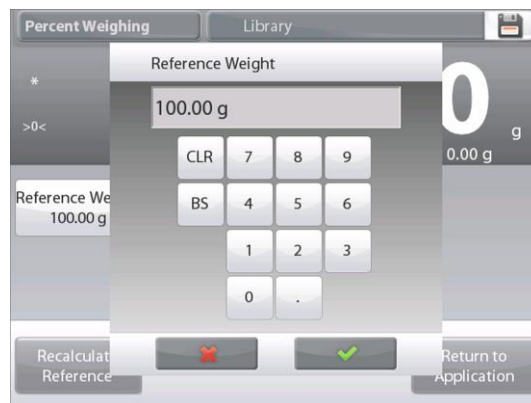 Percent Weighing
Library
Reference Weight
*
>0<
100.00 g
0
g
0.00 g
CLR 7 8 9
BS 4 5 6
1 2 3
0 .
Reference We
100.00 g
Recalculat
Reference
Return to
Application